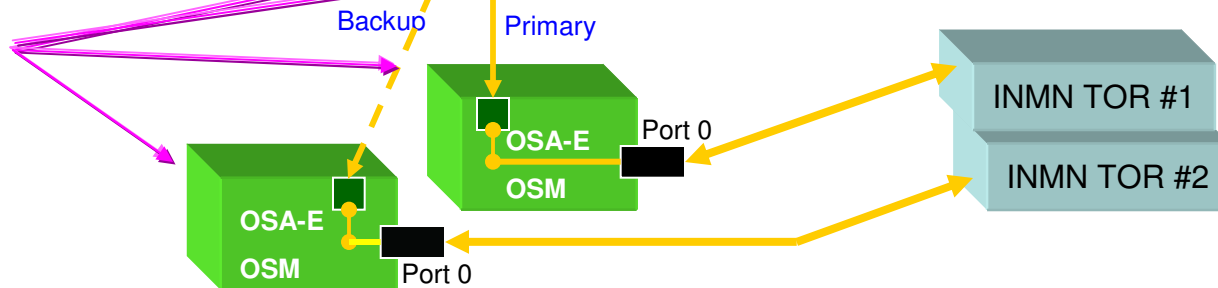 Backup
Primary
INMN TOR #1
Port 0
OSA-E
OSM
INMN TOR #2
OSA-E
OSM
Port 0